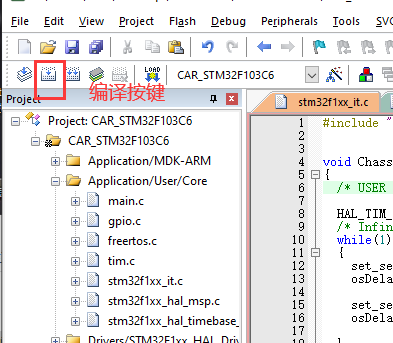 Edit View Project Flash Debug Peripherals Tools SVC
LOAD
CAR_STM32F103C6
编译按键
Project
Project: CAR_STM32F103C6
CAR_STM32F103C6
Application/MDK-ARM
Application/User/Core
main.c
gpio.c
freertos.c
tim.c
stm32f1xx_it.c
stm32f1xx_hal_msp.c
stm32f1xx_hal_timebase_
Drivers/STM32F1xx_HAL_Driver
stm32f1xx_it.c
1 #include "
2
3
4 void Chass
5 {
6 /* USER
7
8 HAL_TIM_
9 /* Infin
10 while(1)
11 {
12 set_se
13 osDela
14
15 set_se
16 osDela
17
18 }